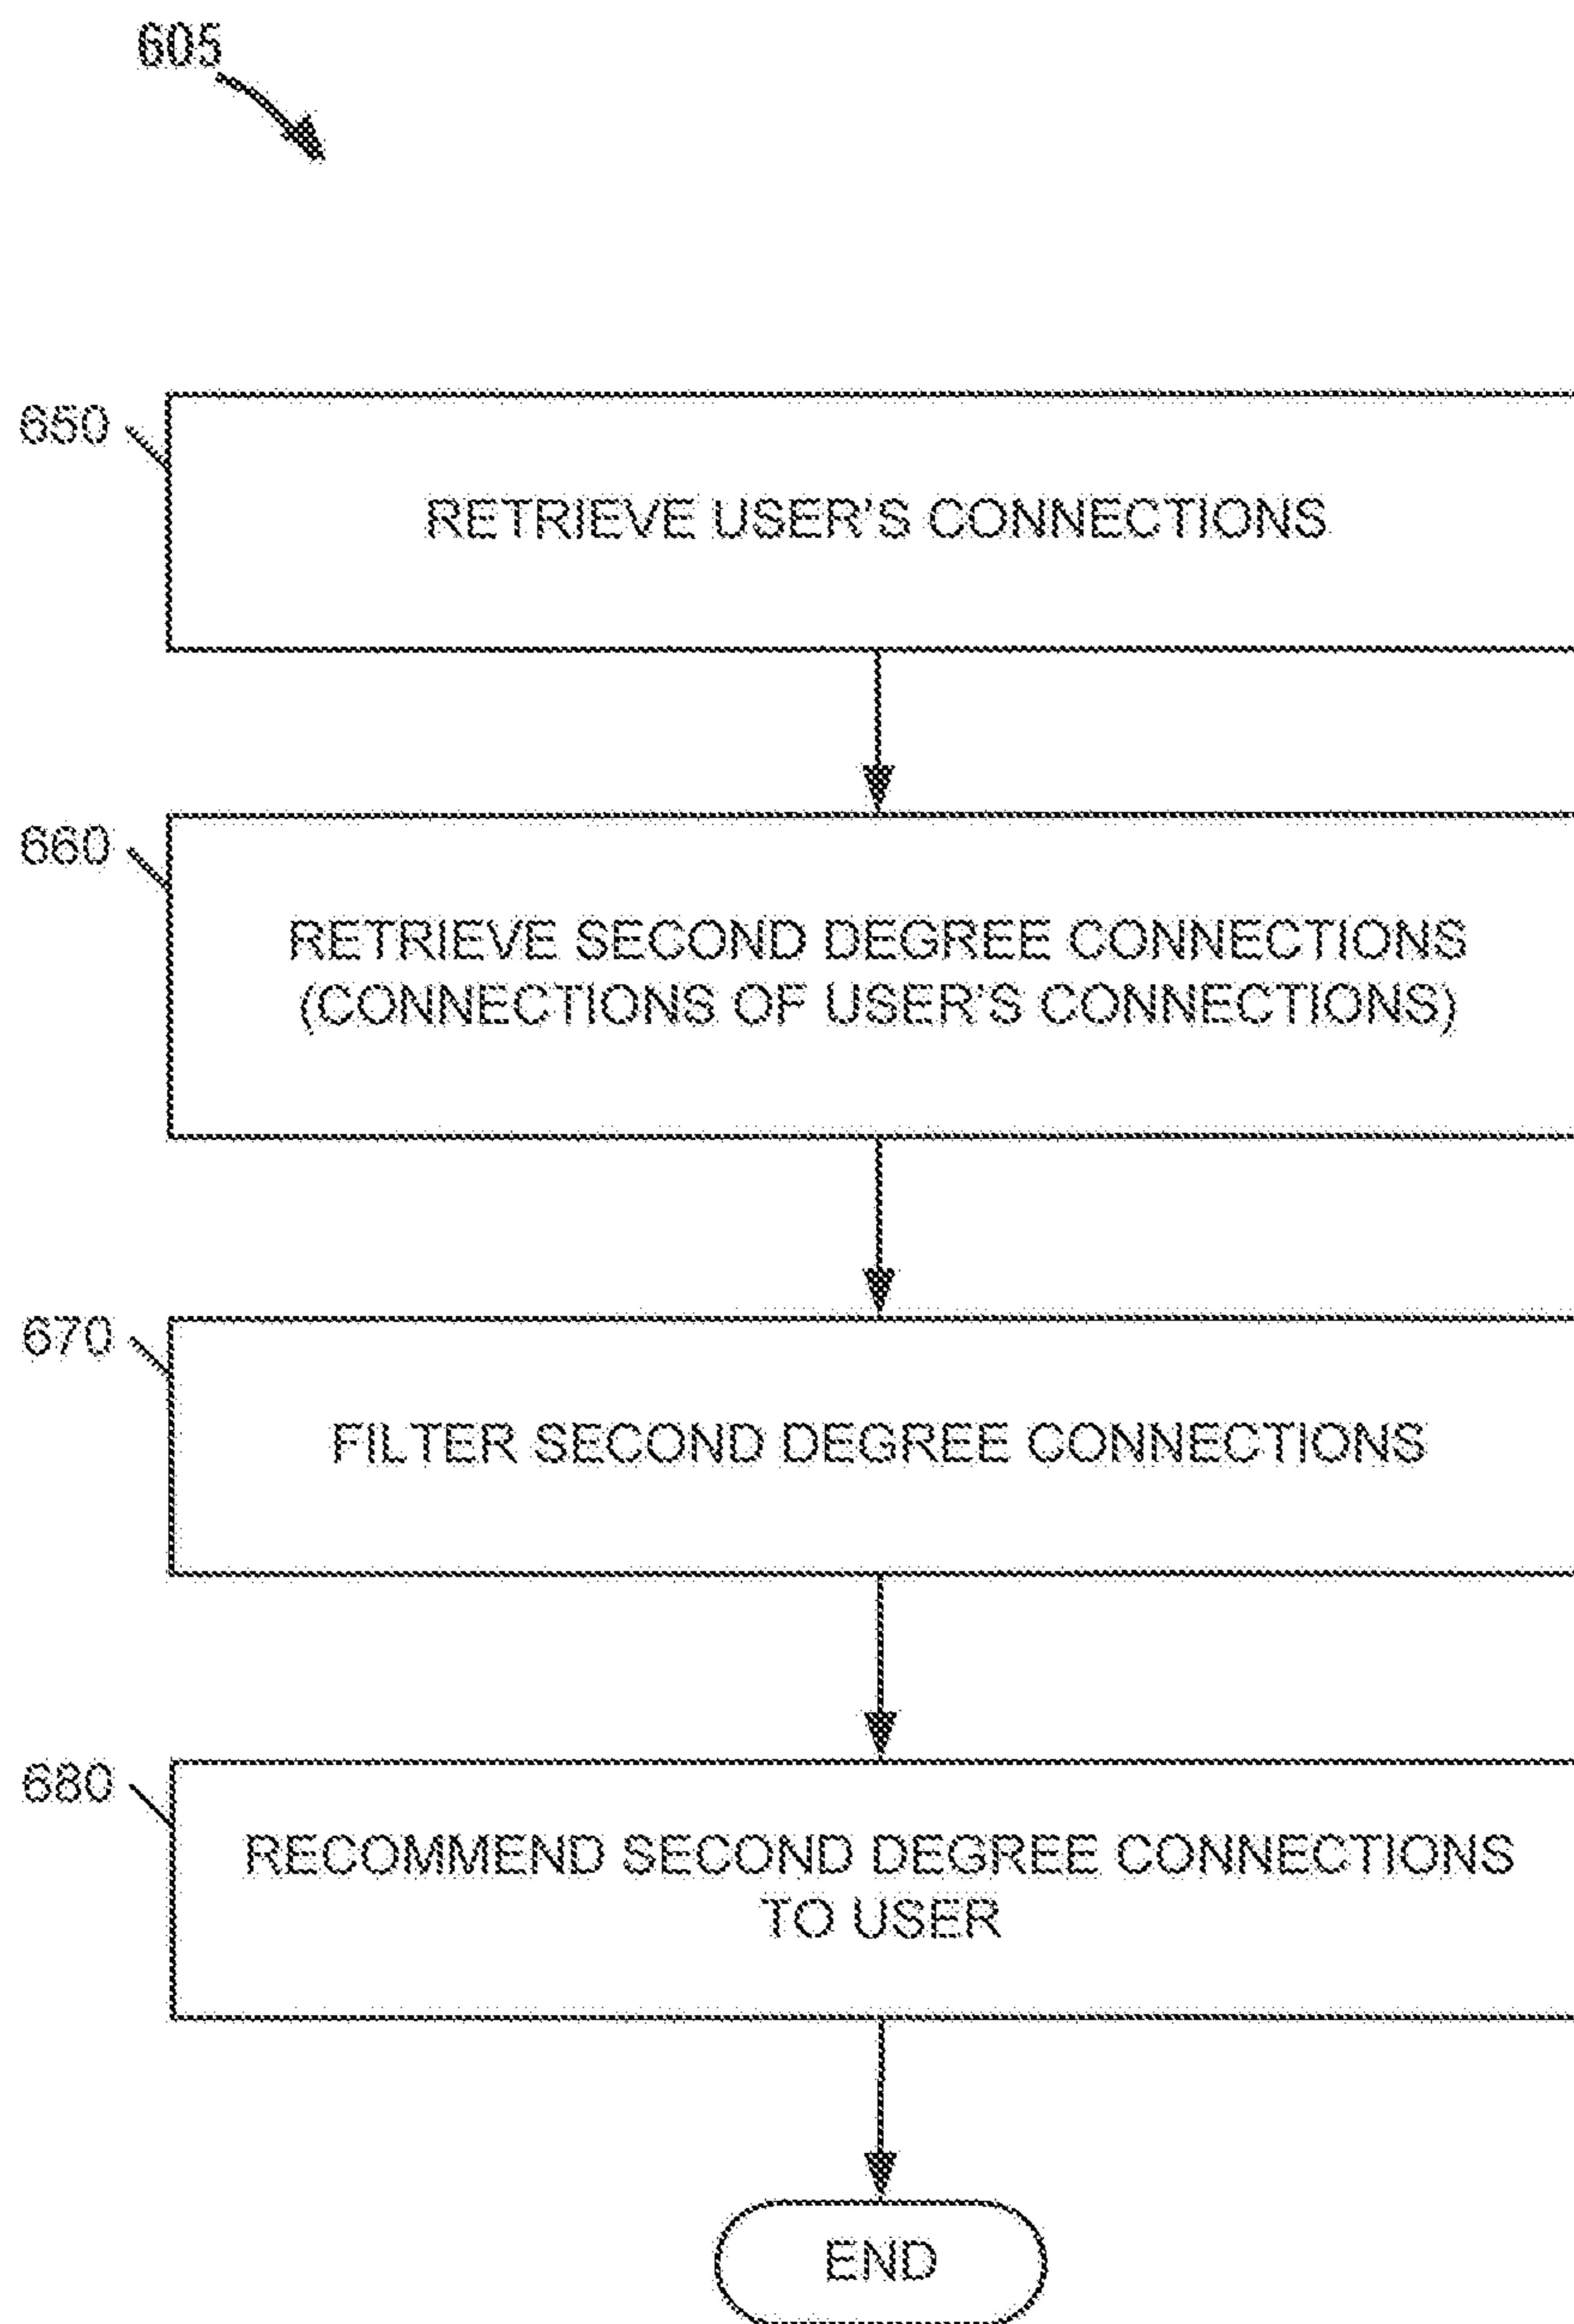 605
650
RETRIEVE USER'S CONNECTIONS
660
RETRIEVE SECOND DEGREE CONNECTIONS
(CONNECTIONS OF USER'S CONNECTIONS)
670
FILTER SECOND DEGREE CONNECTIONS
680
RECOMMEND SECOND DEGREE CONNECTIONS
TO USER
END